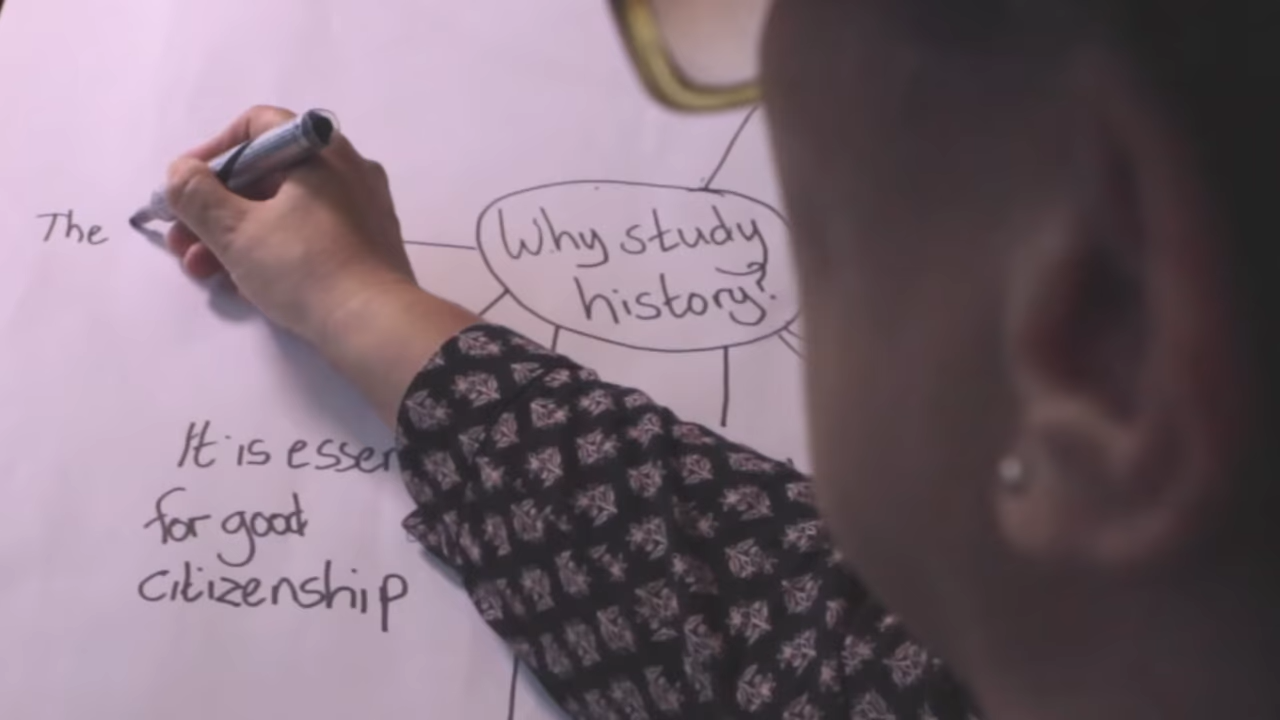 The
Why study
history?
It is essen
for good
citizenship